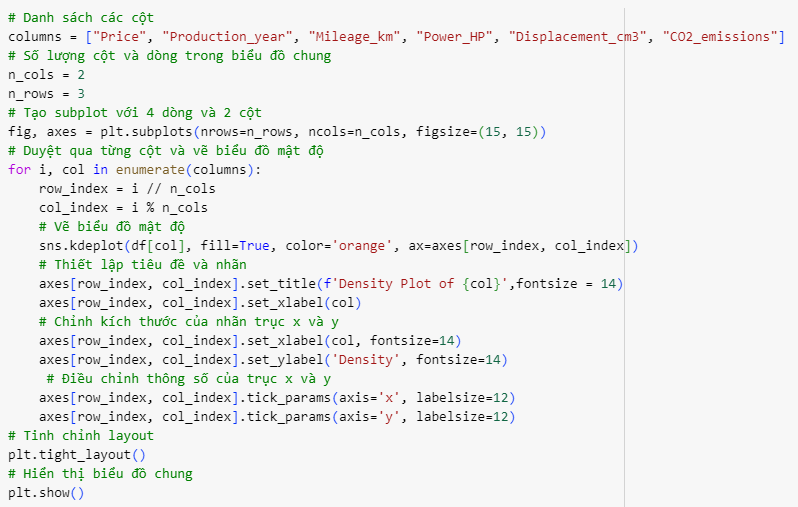 # Danh sách các cột
columns = ["Price", "Production_year", "Mileage_km", "Power_HP", "Displacement_cm3", "CO2_emissions"]
# Số lượng cột và dòng trong biểu đồ chung
n_cols = 2
n_rows = 3
# Tạo subplot với 4 dòng và 2 cột
fig, axes = plt.subplots(nrows=n_rows, ncols=n_cols, figsize=(15, 15))
# Duyệt qua từng cột và vẽ biểu đồ mật độ
for i, col in enumerate(columns):
    row_index = i // n_cols
    col_index = i % n_cols
    # Vẽ biểu đồ mật độ
    sns.kdeplot(df[col], fill=True, color='orange', ax=axes[row_index, col_index])
    # Thiết lập tiêu đề và nhãn
    axes[row_index, col_index].set_title(f'Density Plot of {col}',fontsize = 14)
    axes[row_index, col_index].set_xlabel(col)
    # Chỉnh kích thước của nhãn trục x và y
    axes[row_index, col_index].set_xlabel(col, fontsize=14)
    axes[row_index, col_index].set_ylabel('Density', fontsize=14)
     # Điều chỉnh thông số của trục x và y
    axes[row_index, col_index].tick_params(axis='x', labelsize=12)
    axes[row_index, col_index].tick_params(axis='y', labelsize=12)
# Tinh chỉnh layout
plt.tight_layout()
# Hiển thị biểu đồ chung
plt.show()